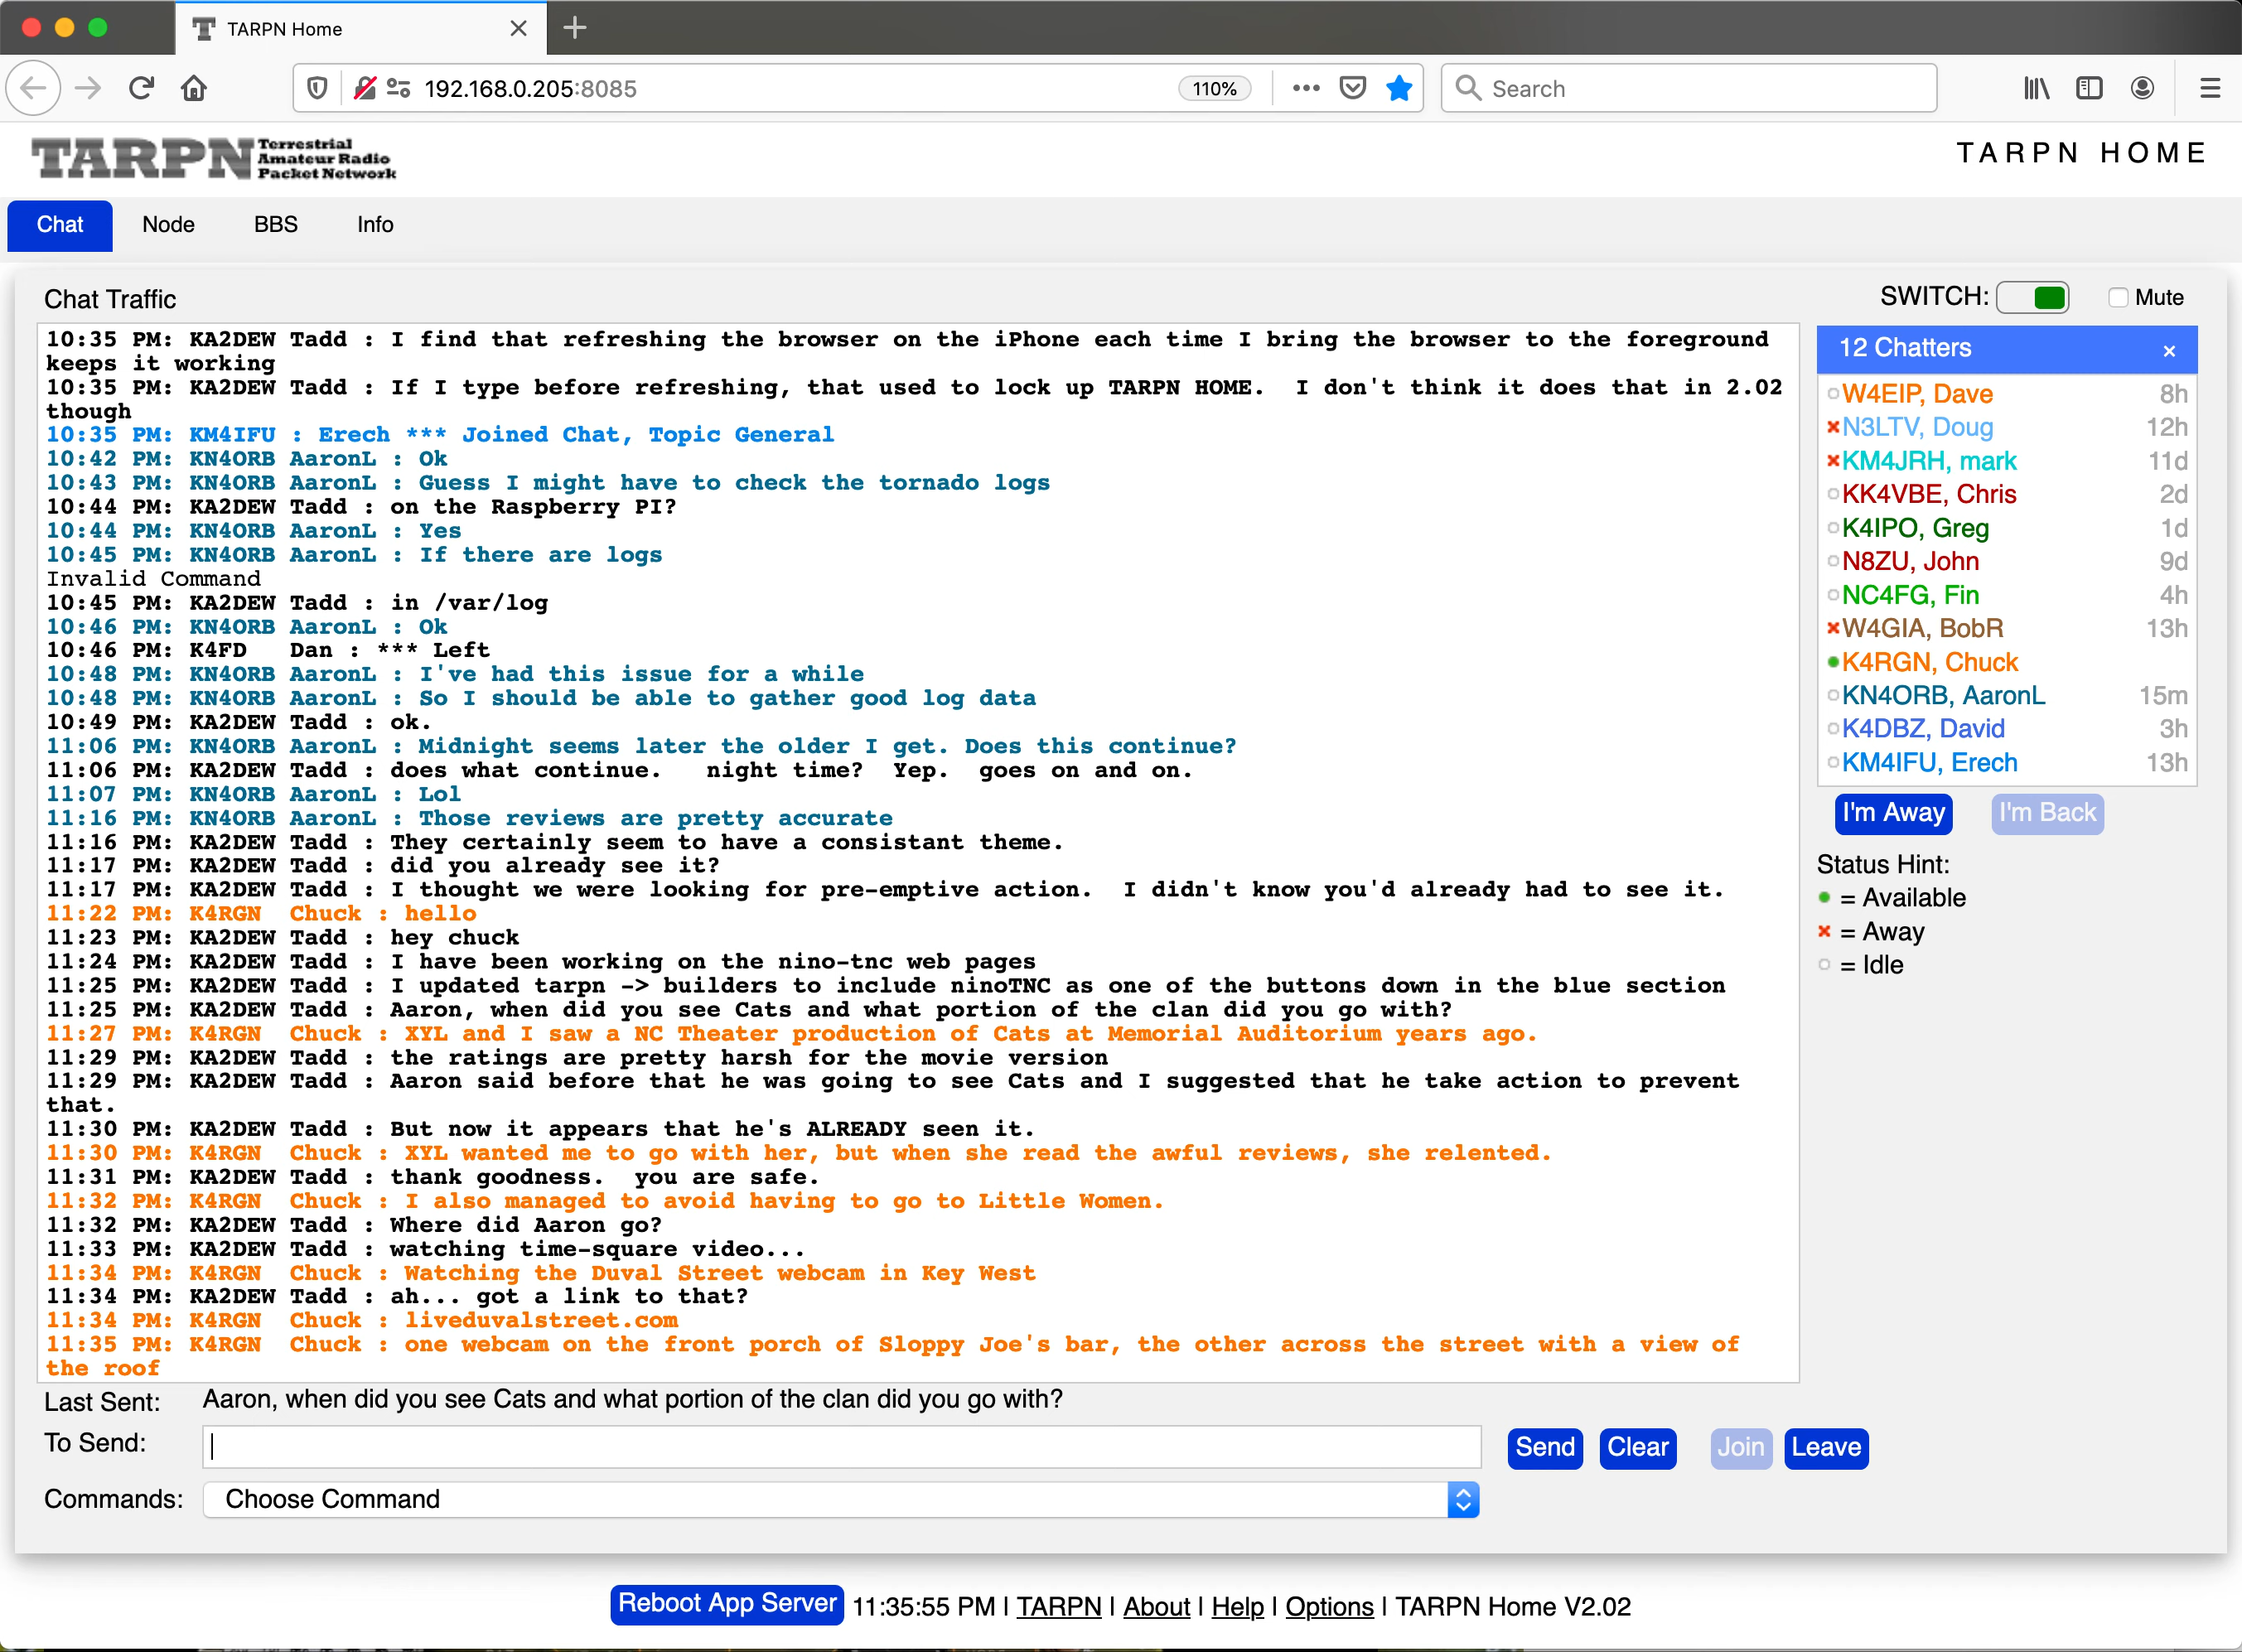 TARPN Home
192.168.0.205:8085
110%
Search
TARPN Terrestrial
Amateur Radio
Packet Network
TARPN HOME
Chat Node BBS Info
Chat Traffic
SWITCH:
Mute
10:35 PM: KA2DEW Tadd : I find that refreshing the browser on the iPhone each time I bring the browser to the foreground
keeps it working
10:35 PM: KA2DEW Tadd : If I type before refreshing, that used to lock up TARPN HOME.  I don't think it does that in 2.02
though
10:35 PM: KM4IFU : Erech *** Joined Chat, Topic General
10:42 PM: KN4ORB AaronL : Ok
10:43 PM: KN4ORB AaronL : Guess I might have to check the tornado logs
10:44 PM: KA2DEW Tadd : on the Raspberry PI?
10:44 PM: KN4ORB AaronL : Yes
10:45 PM: KN4ORB AaronL : If there are logs
Invalid Command
10:45 PM: KA2DEW Tadd : in /var/log
10:46 PM: KN4ORB AaronL : Ok
10:46 PM: K4FD   Dan : *** Left
10:48 PM: KN4ORB AaronL : I've had this issue for a while
10:48 PM: KN4ORB AaronL : So I should be able to gather good log data
10:49 PM: KA2DEW Tadd : ok.
11:06 PM: KN4ORB AaronL : Midnight seems later the older I get. Does this continue?
11:06 PM: KA2DEW Tadd : does what continue.   night time?  Yep.  goes on and on.
11:07 PM: KN4ORB AaronL : Lol
11:16 PM: KN4ORB AaronL : Those reviews are pretty accurate
11:16 PM: KA2DEW Tadd : They certainly seem to have a consistant theme.
11:17 PM: KA2DEW Tadd : did you already see it?
11:17 PM: KA2DEW Tadd : I thought we were looking for pre-emptive action.  I didn't know you'd already had to see it.
11:22 PM: K4RGN  Chuck : hello
11:23 PM: KA2DEW Tadd : hey chuck
11:24 PM: KA2DEW Tadd : I have been working on the nino-tnc web pages
11:25 PM: KA2DEW Tadd : I updated tarpn -> builders to include ninoTNC as one of the buttons down in the blue section
11:25 PM: KA2DEW Tadd : Aaron, when did you see Cats and what portion of the clan did you go with?
11:27 PM: K4RGN  Chuck : XYL and I saw a NC Theater production of Cats at Memorial Auditorium years ago.
11:29 PM: KA2DEW Tadd : the ratings are pretty harsh for the movie version
11:29 PM: KA2DEW Tadd : Aaron said before that he was going to see Cats and I suggested that he take action to prevent
that.
11:30 PM: KA2DEW Tadd : But now it appears that he's ALREADY seen it.
11:30 PM: K4RGN  Chuck : XYL wanted me to go with her, but when she read the awful reviews, she relented.
11:31 PM: KA2DEW Tadd : thank goodness.  you are safe.
11:32 PM: K4RGN  Chuck : I also managed to avoid having to go to Little Women.
11:32 PM: KA2DEW Tadd : Where did Aaron go?
11:33 PM: KA2DEW Tadd : watching time-square video...
11:34 PM: K4RGN  Chuck : Watching the Duval Street webcam in Key West
11:34 PM: KA2DEW Tadd : ah... got a link to that?
11:34 PM: K4RGN  Chuck : liveduvalstreet.com
11:35 PM: K4RGN  Chuck : one webcam on the front porch of Sloppy Joe's bar, the other across the street with a view of
the roof
12 Chatters ×
W4EIP, Dave 8h
N3LTV, Doug 12h
KM4JRH, mark 11d
KK4VBE, Chris 2d
K4IPO, Greg 1d
N8ZU, John 9d
NC4FG, Fin 4h
W4GIA, BobR 13h
K4RGN, Chuck
KN4ORB, AaronL 15m
K4DBZ, David 3h
KM4IFU, Erech 13h
I'm Away I'm Back
Status Hint:
= Available
= Away
= Idle
Last Sent: Aaron, when did you see Cats and what portion of the clan did you go with?
To Send:
Send Clear Join Leave
Commands: Choose Command
Reboot App Server 11:35:55 PM | TARPN | About | Help | Options | TARPN Home V2.02